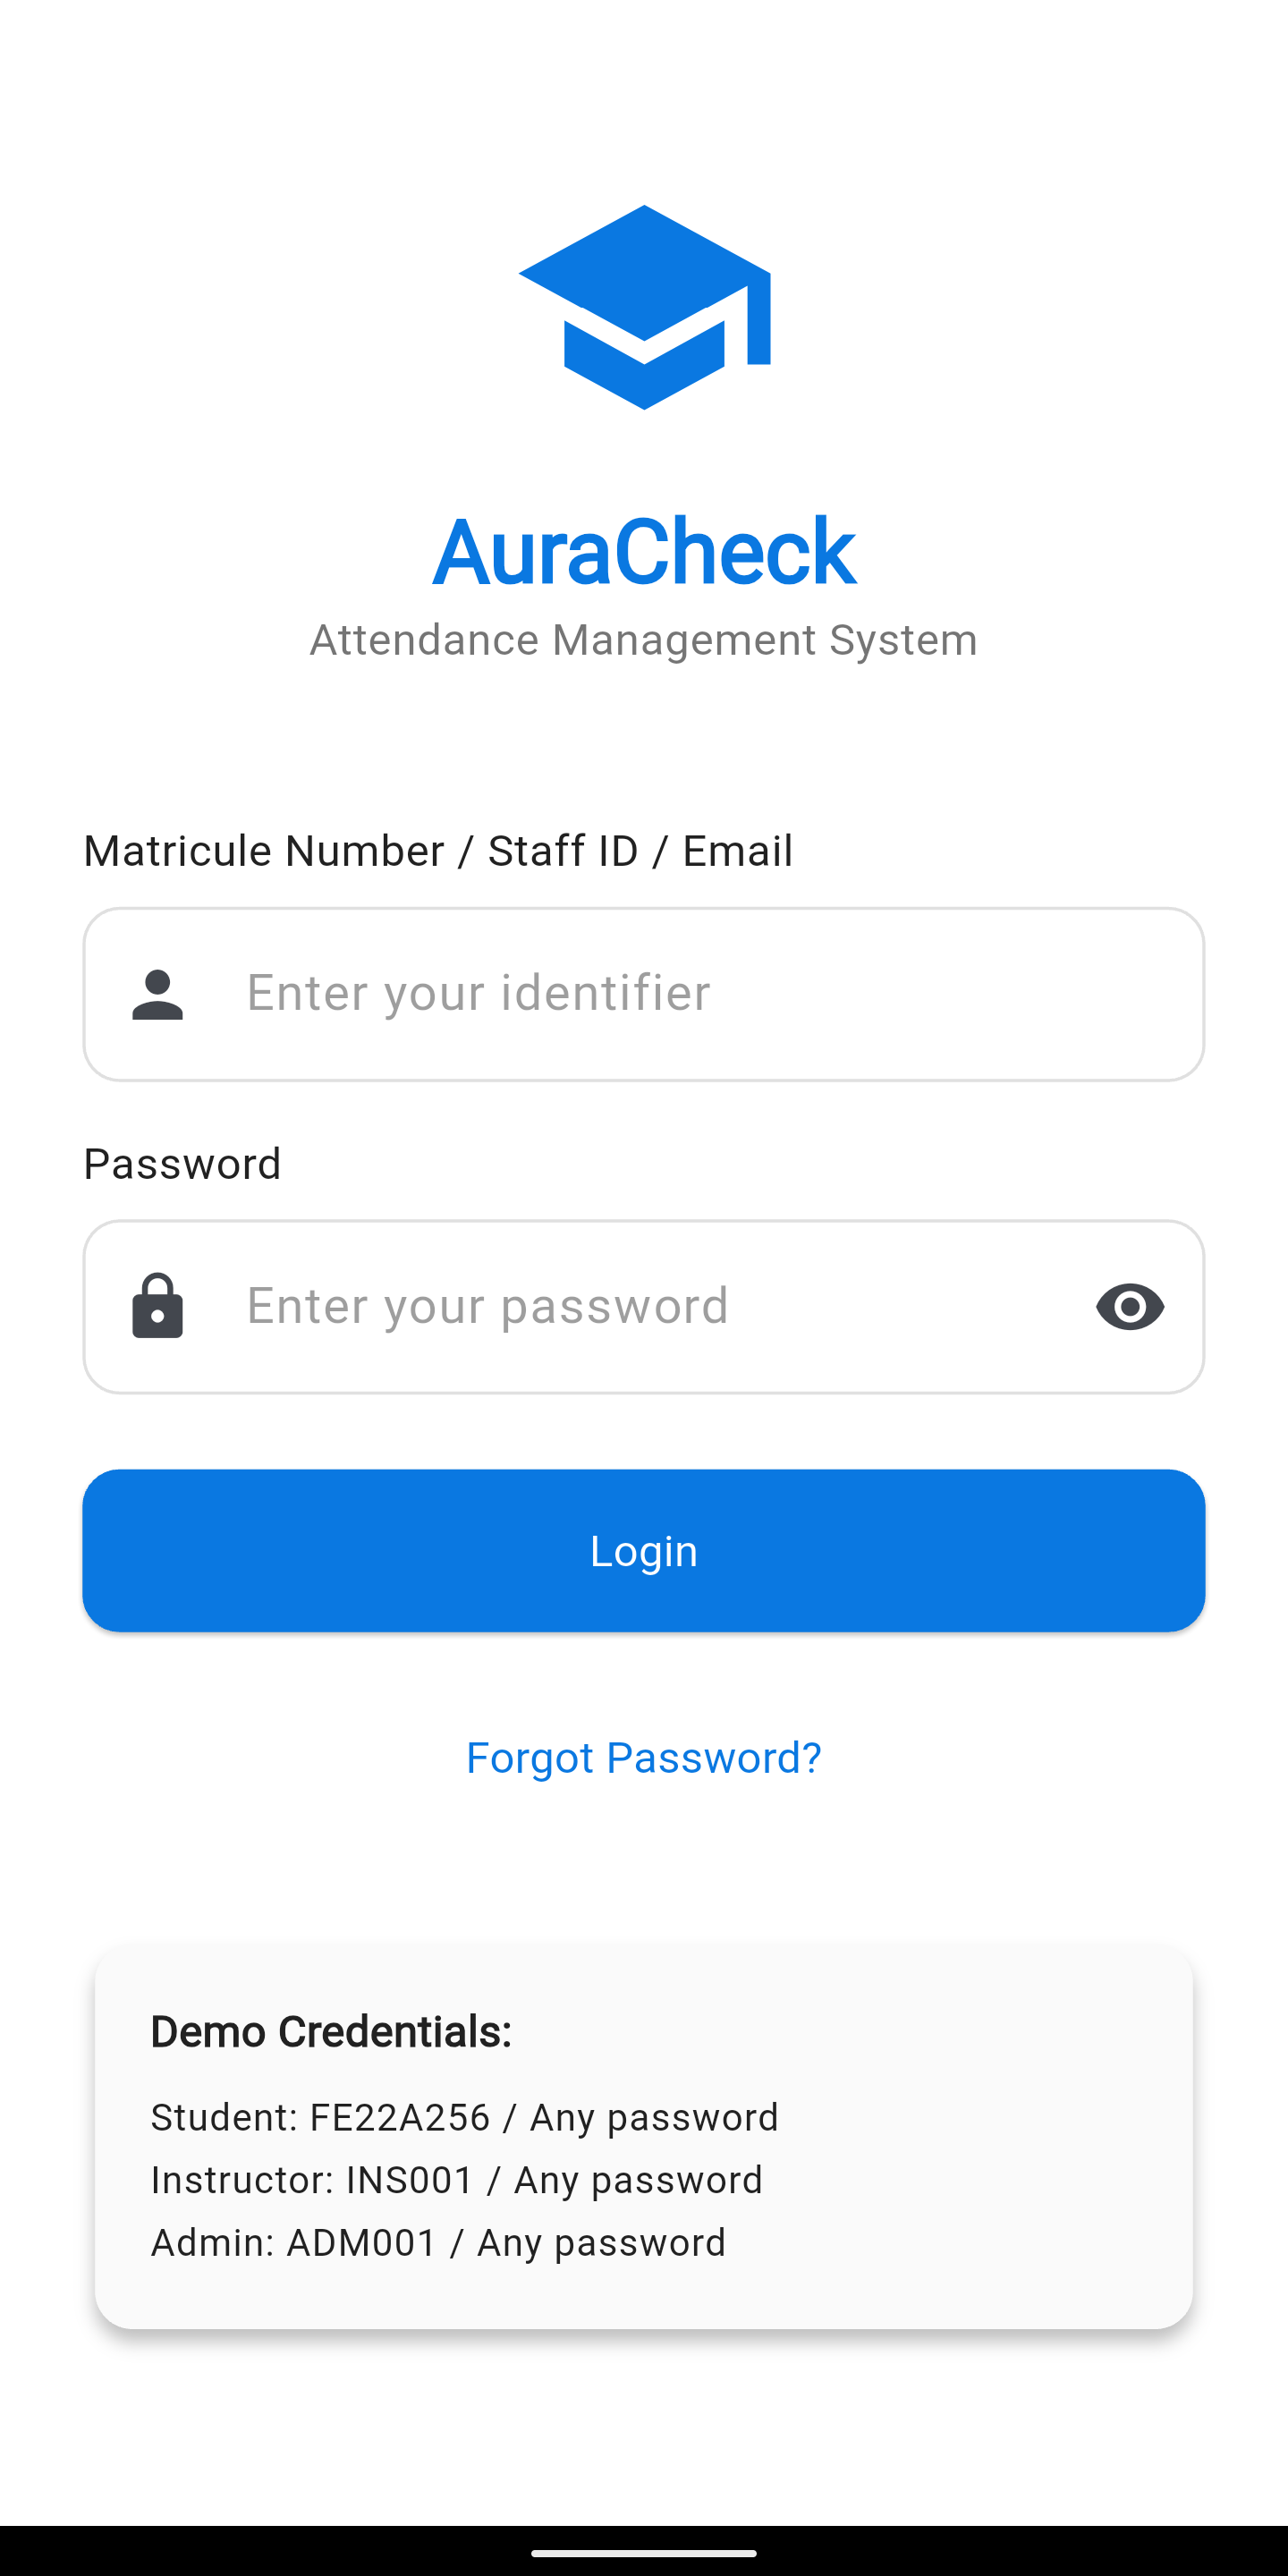 AuraCheck
Attendance Management System
Matricule Number / Staff ID / Email
Enter your identifier
Password
Enter your password
Login
Forgot Password?
Demo Credentials:
Student: FE22A256 / Any password
Instructor: INS001 / Any password
Admin: ADM001 / Any password